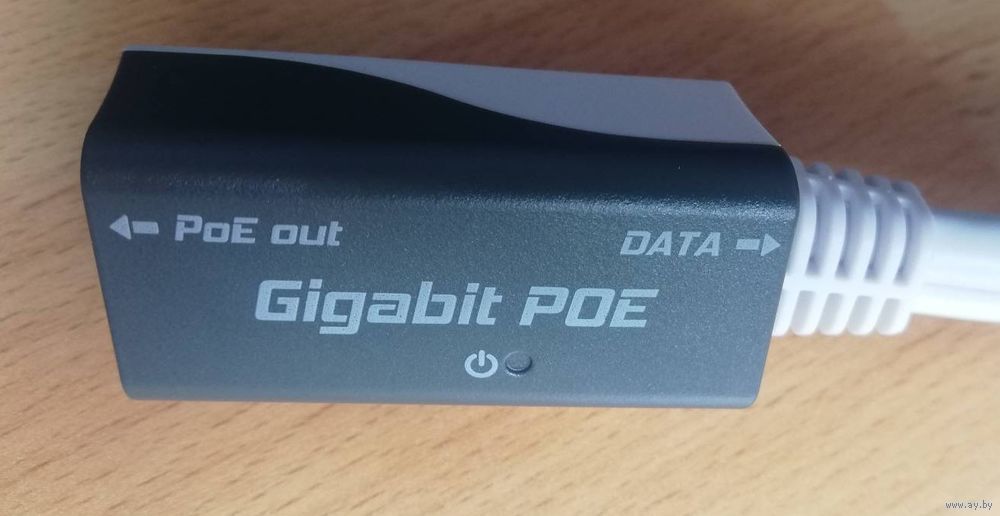 PoE out
DATA
Gigabit POE
www.ay.by